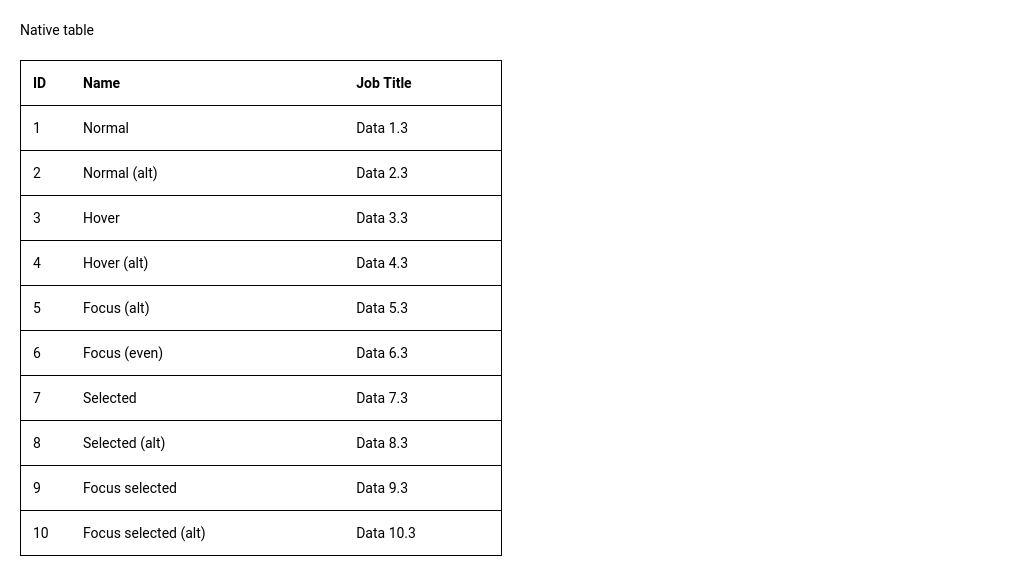 Native table
ID Name Job Title
1 Normal Data 1.3
2 Normal (alt) Data 2.3
3 Hover Data 3.3
4 Hover (alt) Data 4.3
5 Focus (alt) Data 5.3
6 Focus (even) Data 6.3
7 Selected Data 7.3
8 Selected (alt) Data 8.3
9 Focus selected Data 9.3
10 Focus selected (alt) Data 10.3